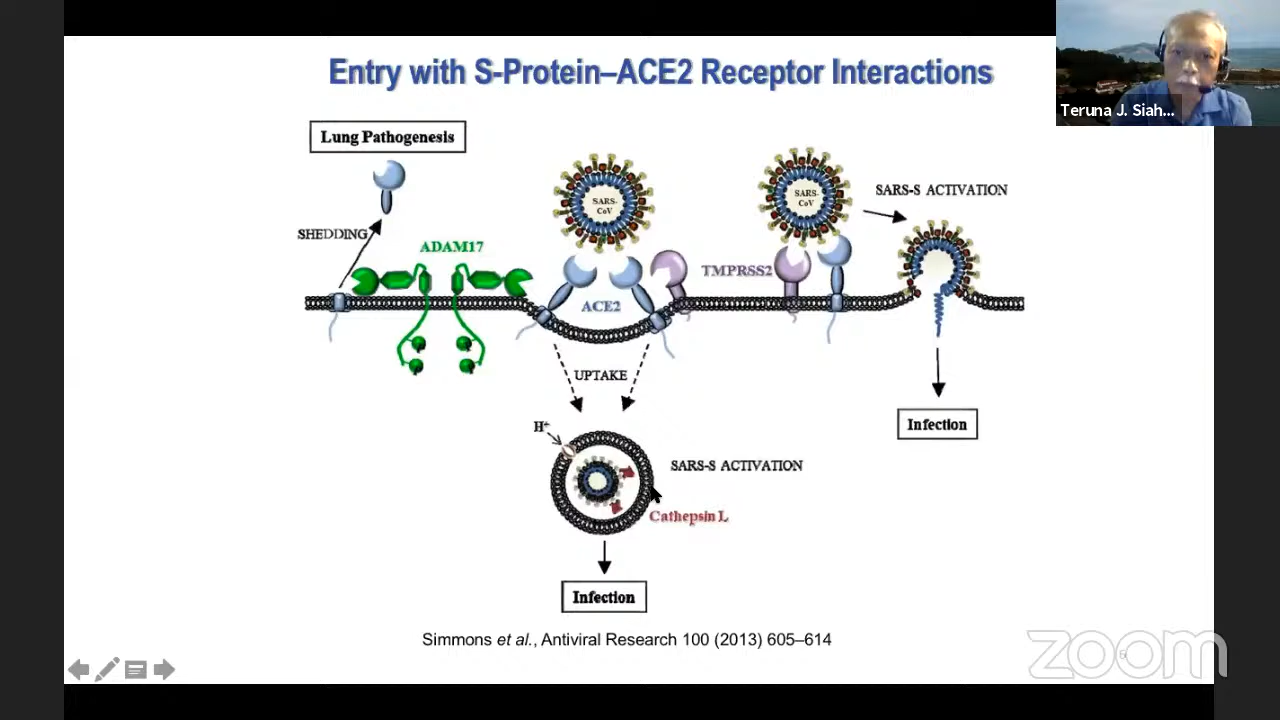 Entry with S-Protein–ACE2 Receptor Interactions
Teruna J. Siah...
Lung Pathogenesis
SARS-
CoV
SARS-
CoV
SARS-S ACTIVATION
SHEDDING
ADAM17
TMPRSS2
ACE2
UPTAKE
Infection
H+
SARS-S ACTIVATION
Cathepsin L
Infection
Simmons et al., Antiviral Research 100 (2013) 605–614
zoom